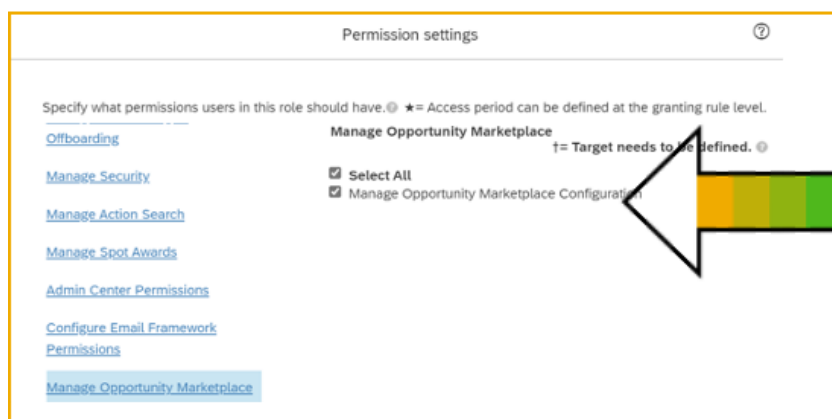 Permission settings
Specify what permissions users in this role should have. ★= Access period can be defined at the granting rule level.
Offboarding
Manage Security
Manage Action Search
Manage Spot Awards
Admin Center Permissions
Configure Email Framework
Permissions
Manage Opportunity Marketplace
Manage Opportunity Marketplace
†= Target needs to be defined.
Select All
Manage Opportunity Marketplace Configuration